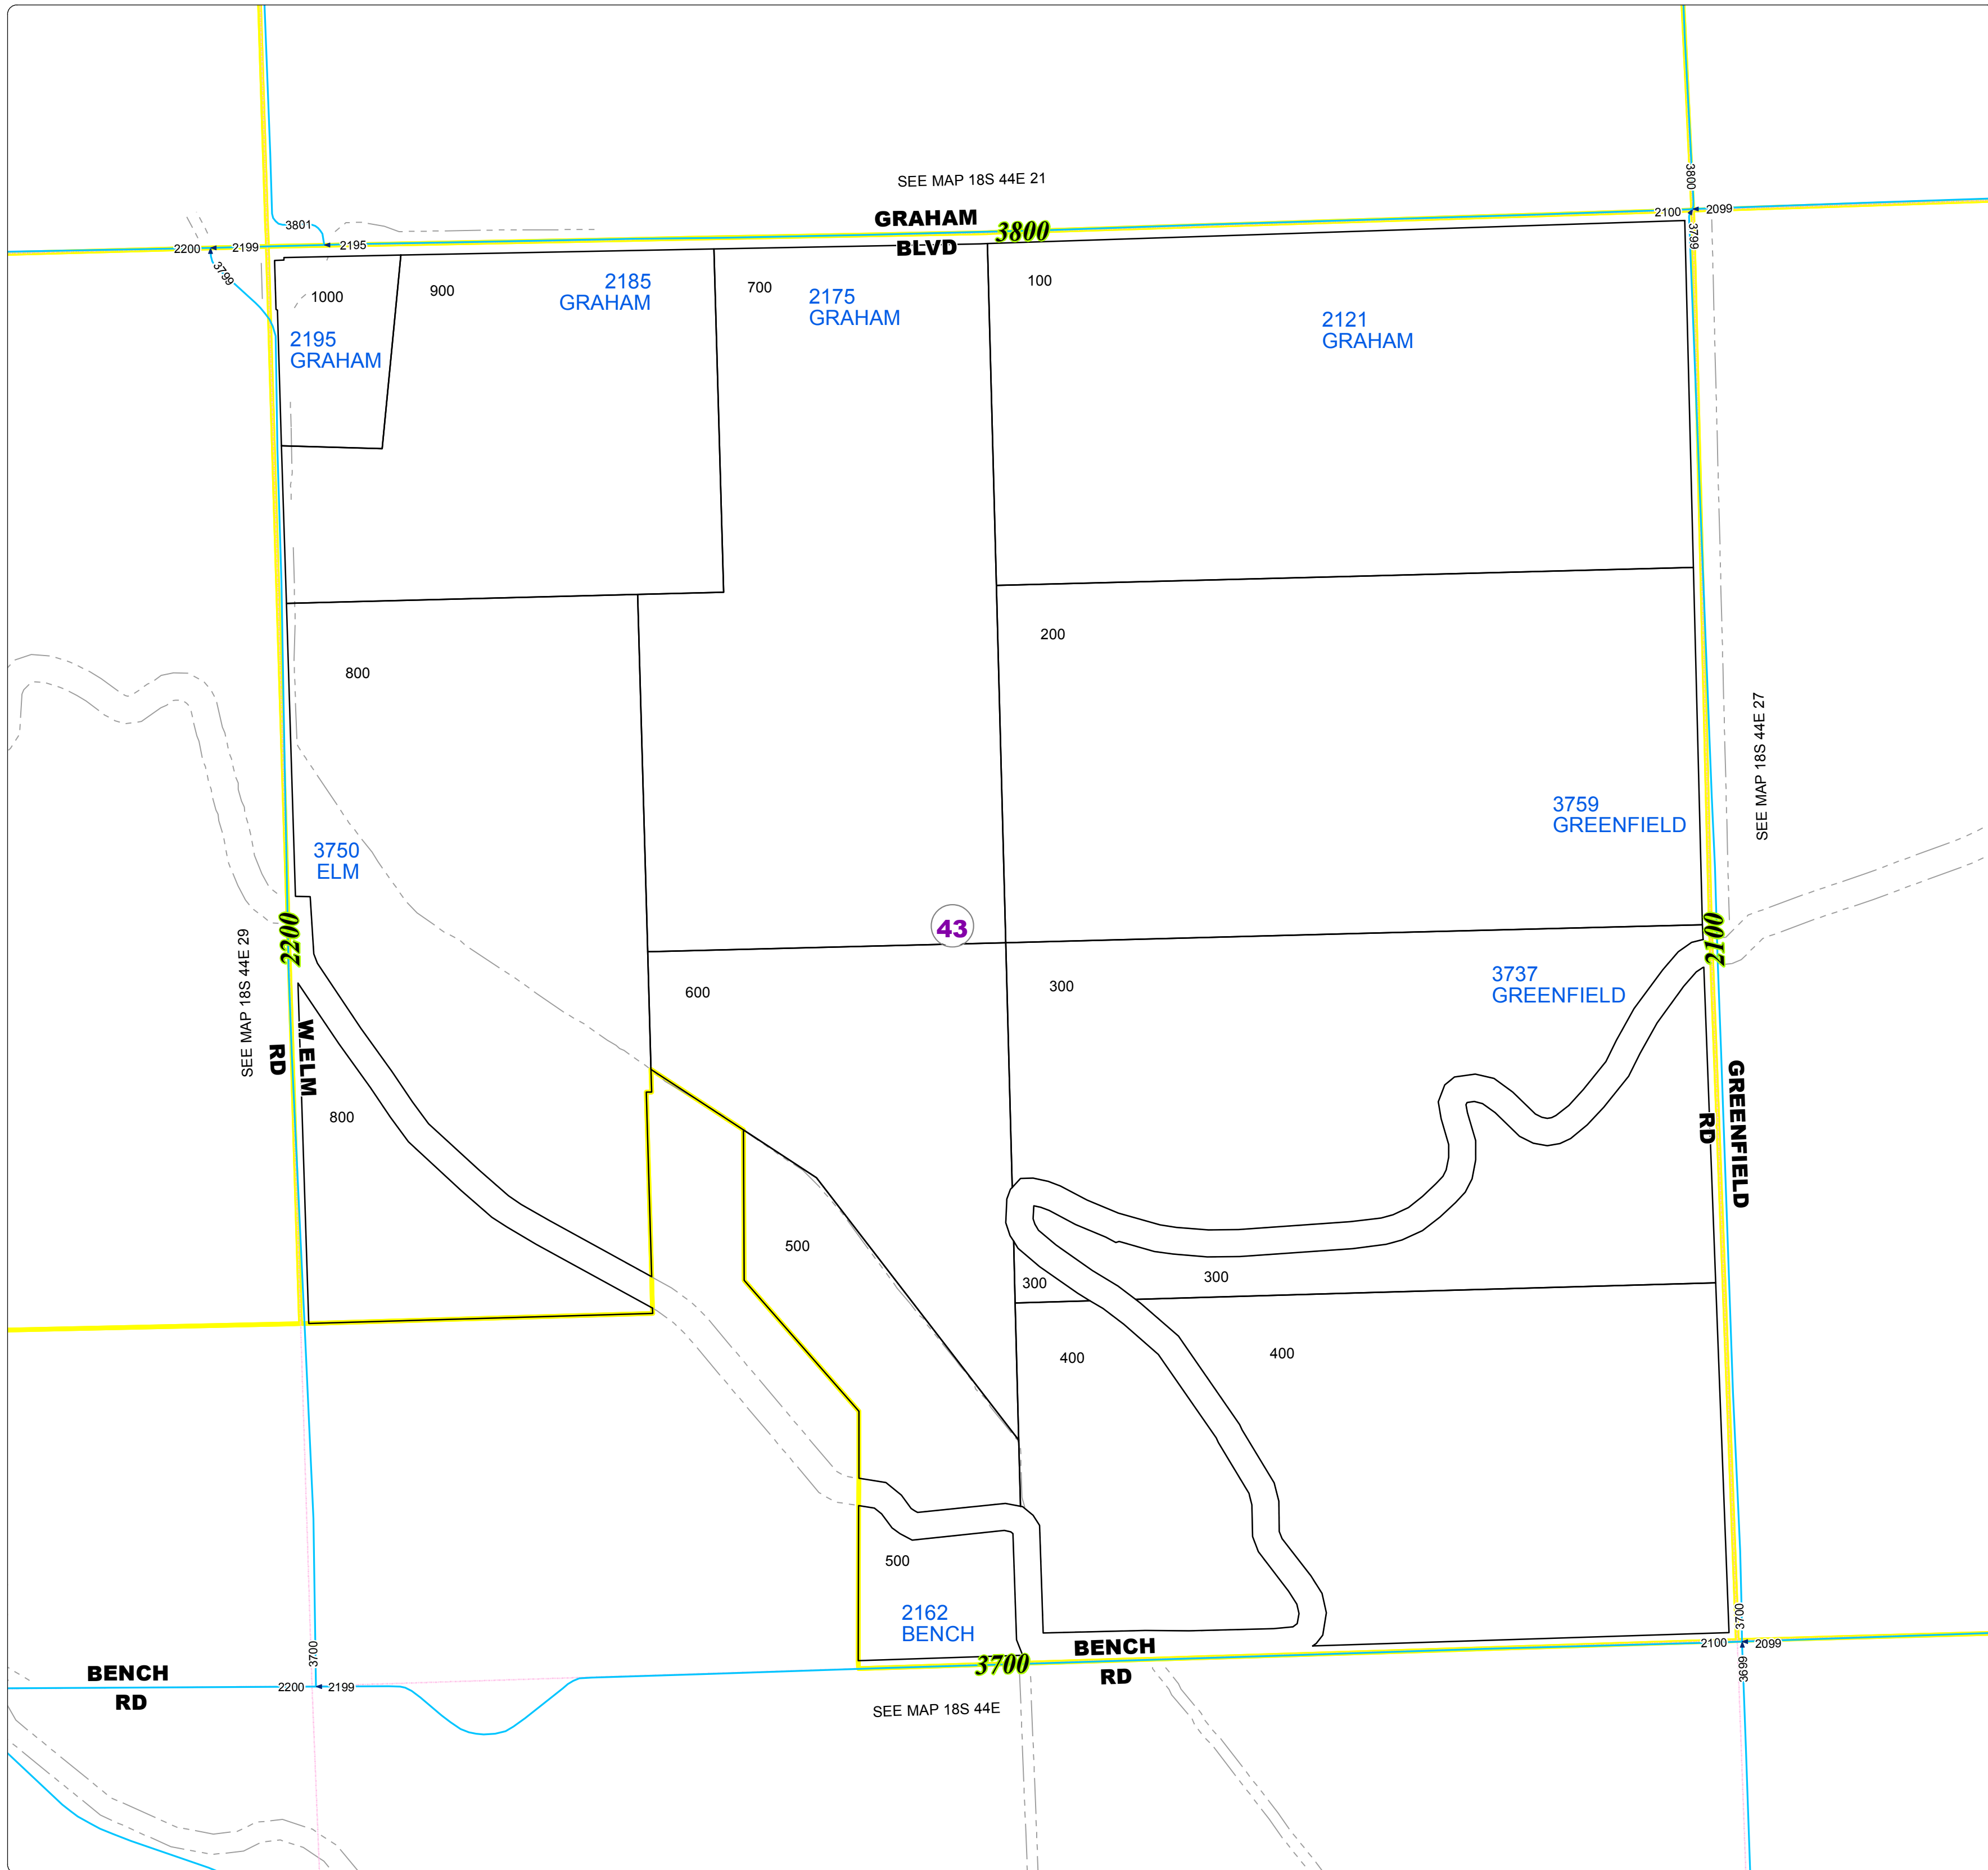 SEE MAP 18S 44E 21
3800
GRAHAM
BLVD
3800
2100
2099
3799
3801
2200
2199
2195
3799
1000
900
2185
GRAHAM
700
2175
GRAHAM
100
2121
GRAHAM
2195
GRAHAM
200
800
SEE MAP 18S 44E 27
3759
GREENFIELD
3750
ELM
43
2200
2100
SEE MAP 18S 44E 29
600
300
3737
GREENFIELD
W ELM
RD
GREENFIELD
RD
800
500
300
300
400
400
500
2162
BENCH
3700
BENCH
RD
3700
2100
2099
3699
3700
BENCH
RD
2200
2199
SEE MAP 18S 44E